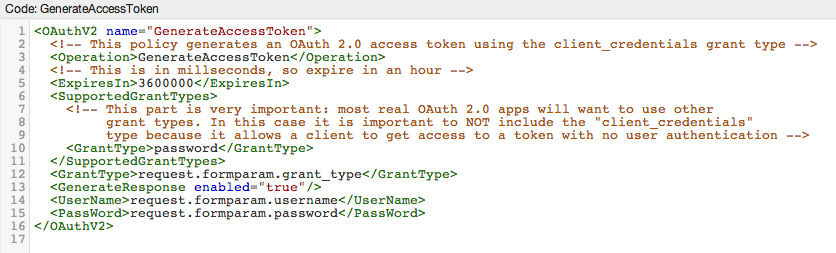 Code: GenerateAccessToken
1 <OAuthV2 name="GenerateAccessToken">
2 <!-- This policy generates an OAuth 2.0 access token using the client_credentials grant type -->
3 <Operation>GenerateAccessToken</Operation>
4 <!-- This is in millseconds, so expire in an hour -->
5 <ExpiresIn>3600000</ExpiresIn>
6 <SupportedGrantTypes>
7 <!-- This part is very important: most real OAuth 2.0 apps will want to use other
8 grant types. In this case it is important to NOT include the "client_credentials"
9 type because it allows a client to get access to a token with no user authentication -->
10 <GrantType>password</GrantType>
11 </SupportedGrantTypes>
12 <GrantType>request.formparam.grant_type</GrantType>
13 <GenerateResponse enabled="true"/>
14 <UserName>request.formparam.username</UserName>
15 <PassWord>request.formparam.password</PassWord>
16 </OAuthV2>
17